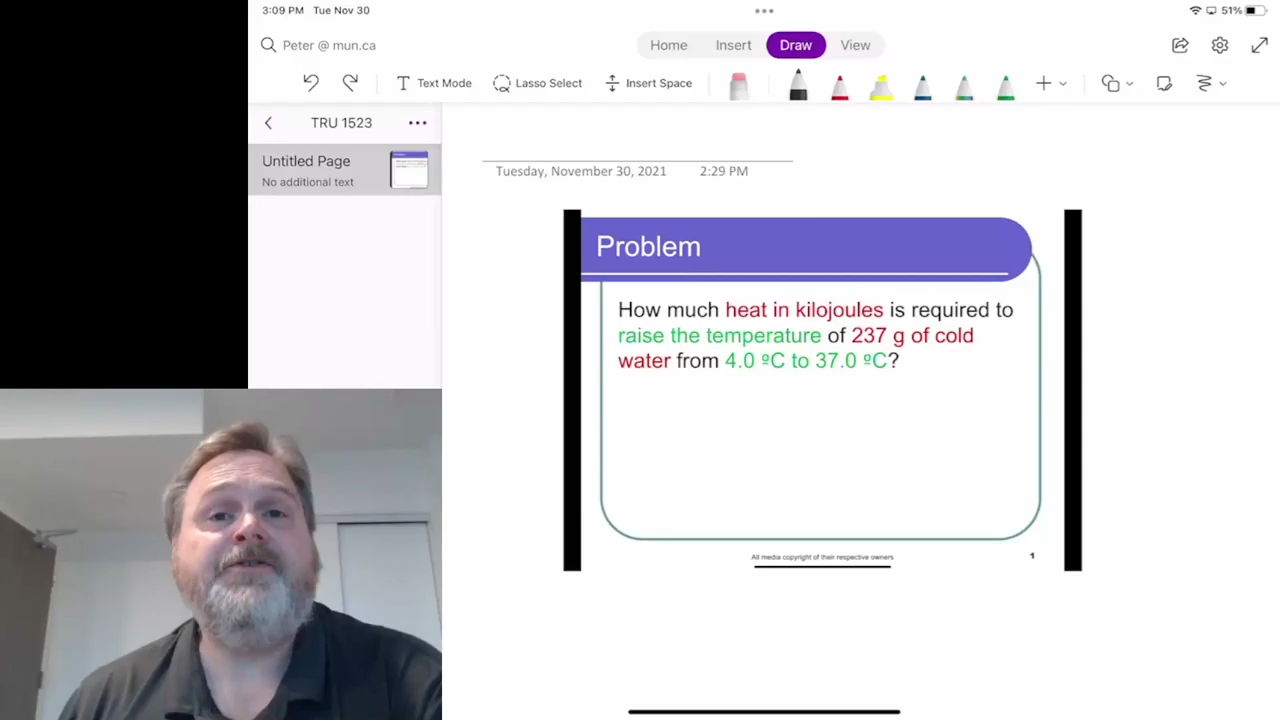 3:09 PM Tue Nov 30
51%
Peter @ mun.ca
Home Insert Draw View
Text Mode Lasso Select Insert Space
TRU 1523
Untitled Page
No additional text
Tuesday, November 30, 2021 2:29 PM
Problem
How much heat in kilojoules is required to
raise the temperature of 237 g of cold
water from 4.0 ºC to 37.0 ºC?
All media copyright of their respective owners
1